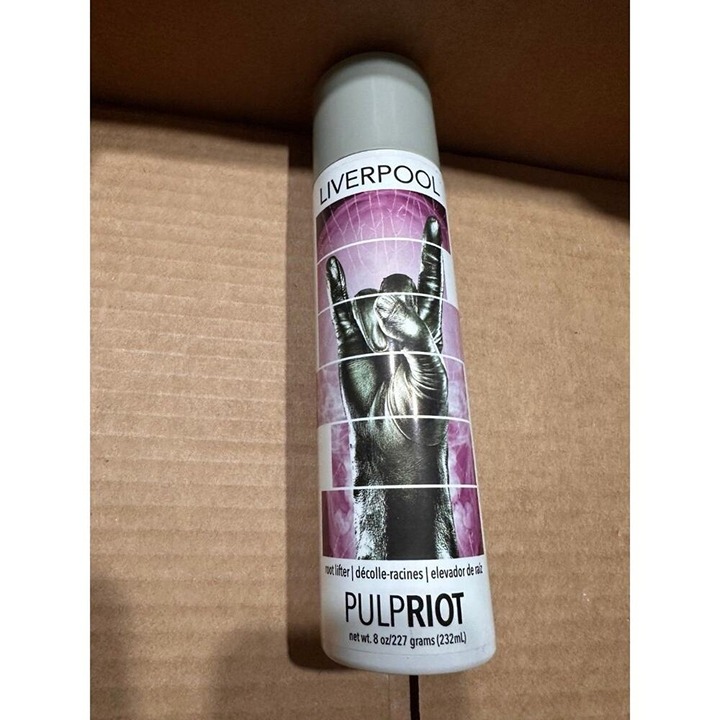 LIVERPOOL
root lifter | décolle-racines | elevador de raíz
PULPRIOT
net wt. 8 oz/227 grams (232mL)